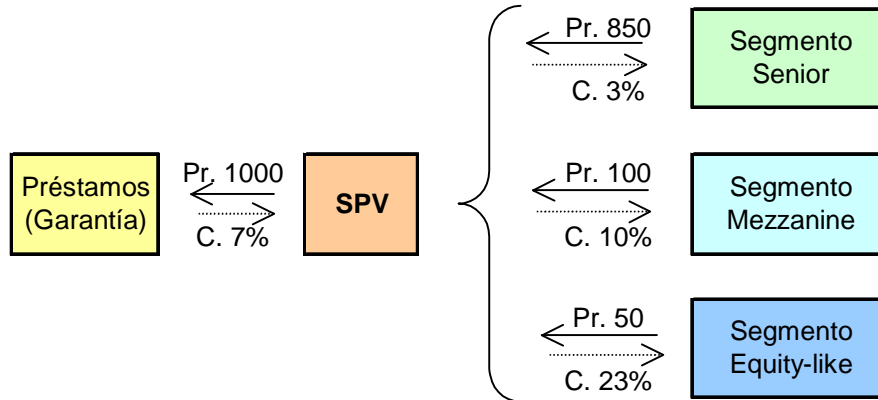 Préstamos
(Garantía)
Pr. 1000
C. 7%
SPV
Pr. 850
C. 3%
Segmento
Senior
Pr. 100
C. 10%
Segmento
Mezzanine
Pr. 50
C. 23%
Segmento
Equity-like